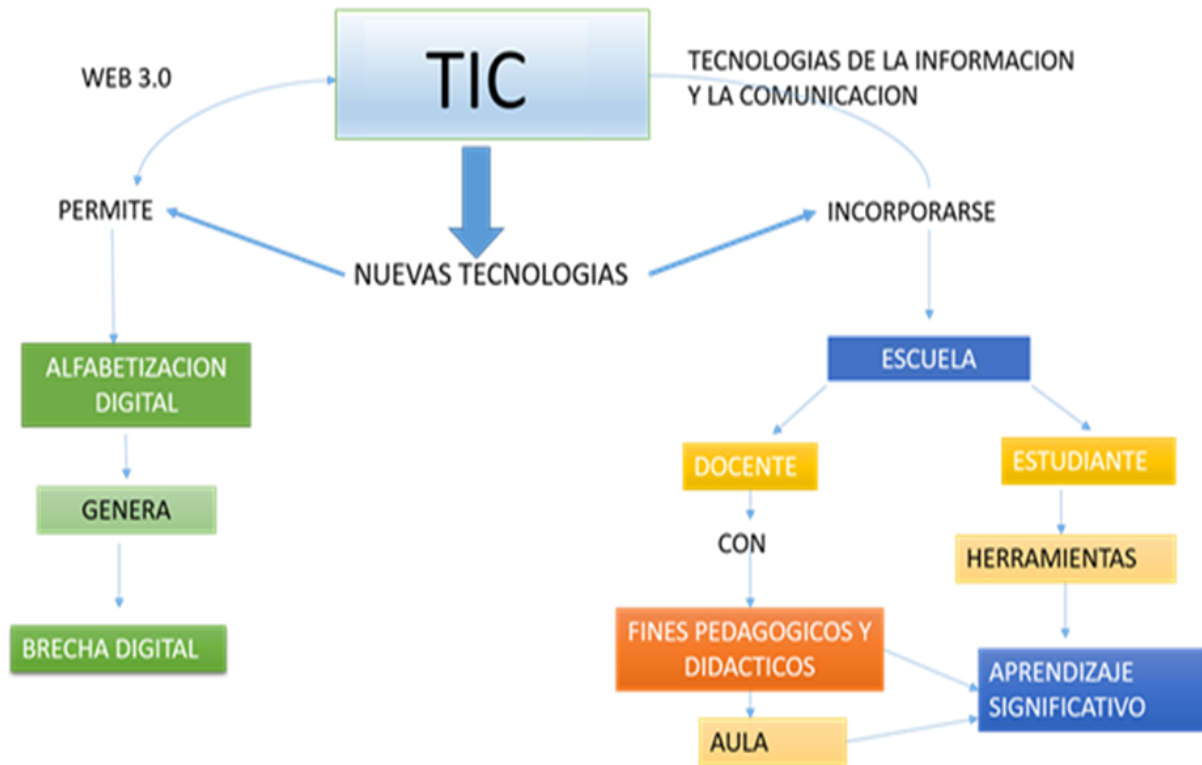 TIC
WEB 3.0
TECNOLOGIAS DE LA INFORMACION
Y LA COMUNICACION
PERMITE
INCORPORARSE
NUEVAS TECNOLOGIAS
ALFABETIZACION
DIGITAL
GENERA
BRECHA DIGITAL
ESCUELA
DOCENTE
ESTUDIANTE
CON
HERRAMIENTAS
FINES PEDAGOGICOS Y
DIDACTICOS
APRENDIZAJE
SIGNIFICATIVO
AULA